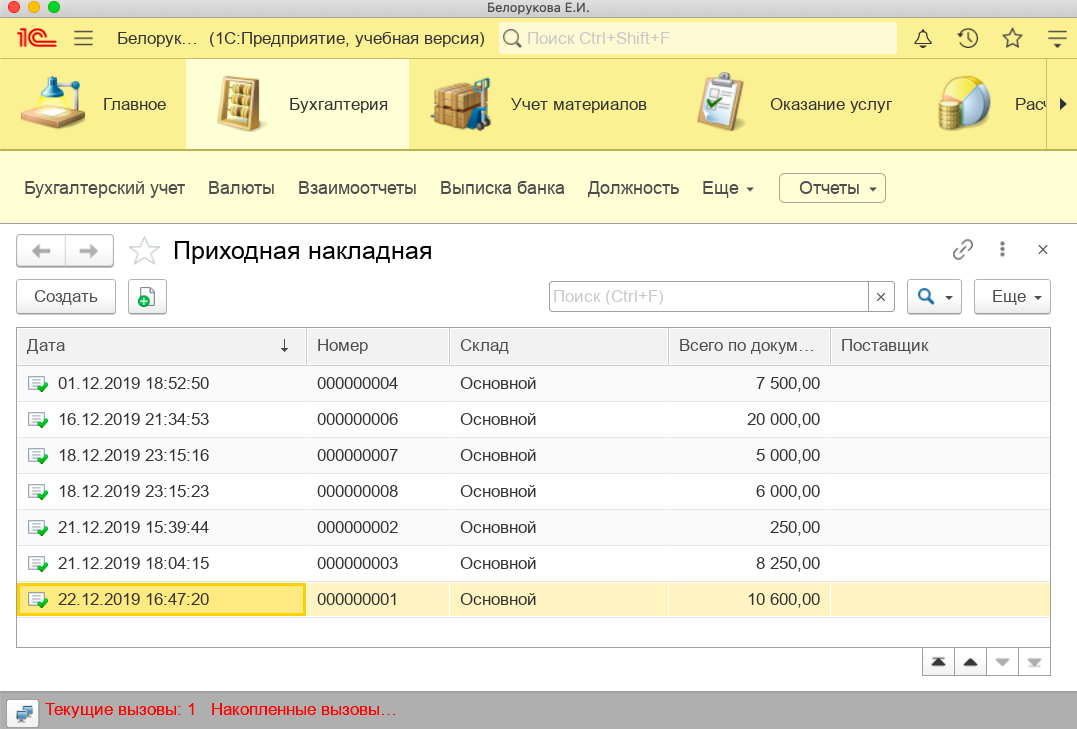 Белорукова Е.И.
1С Белорук... (1С:Предприятие, учебная версия) Поиск Ctrl+Shift+F
Главное Бухгалтерия Учет материалов Оказание услуг Рас
Бухгалтерский учет Валюты Взаимоотчеты Выписка банка Должность Еще Отчеты
Приходная накладная
Создать Поиск (Ctrl+F) × Еще
Дата ↓ Номер Склад Всего по докум... Поставщик
01.12.2019 18:52:50 000000004 Основной 7 500,00
16.12.2019 21:34:53 000000006 Основной 20 000,00
18.12.2019 23:15:16 000000007 Основной 5 000,00
18.12.2019 23:15:23 000000008 Основной 6 000,00
21.12.2019 15:39:44 000000002 Основной 250,00
21.12.2019 18:04:15 000000003 Основной 8 250,00
22.12.2019 16:47:20 000000001 Основной 10 600,00
Текущие вызовы: 1 Накопленные вызовы...